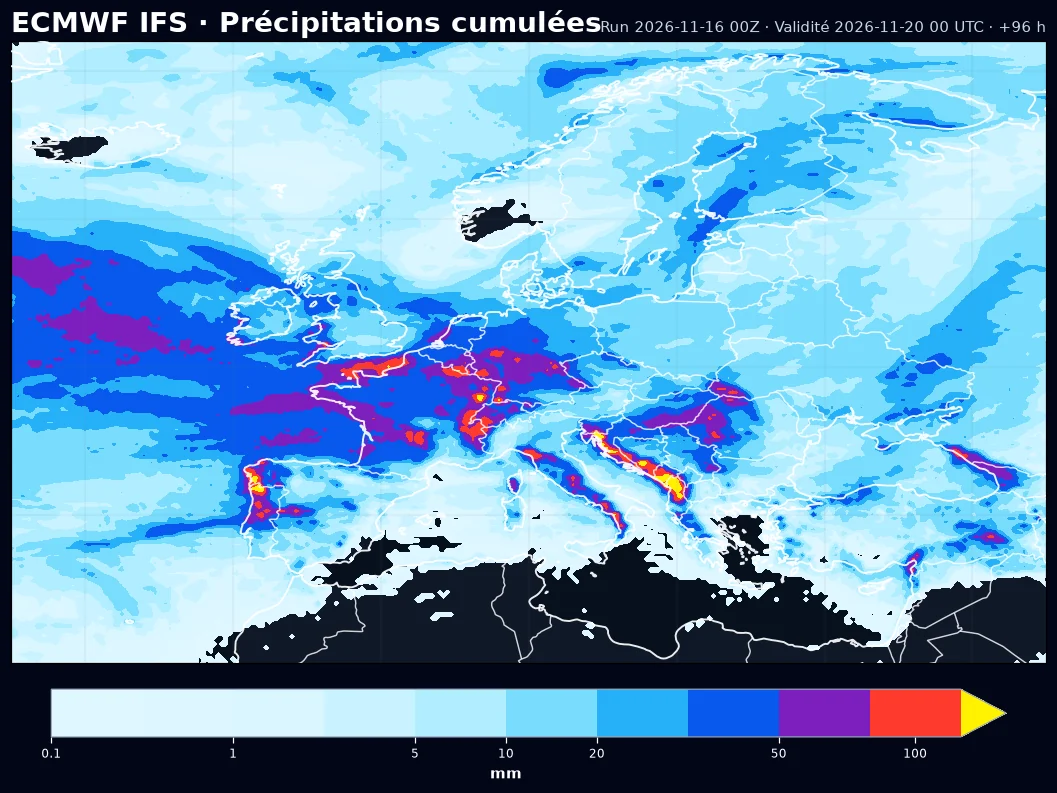 ECMWF IFS · Précipitations cumulées
Run 2026-11-16 00Z · Validité 2026-11-20 00 UTC · +96 h
0.1 1 5 10 20 50 100
mm